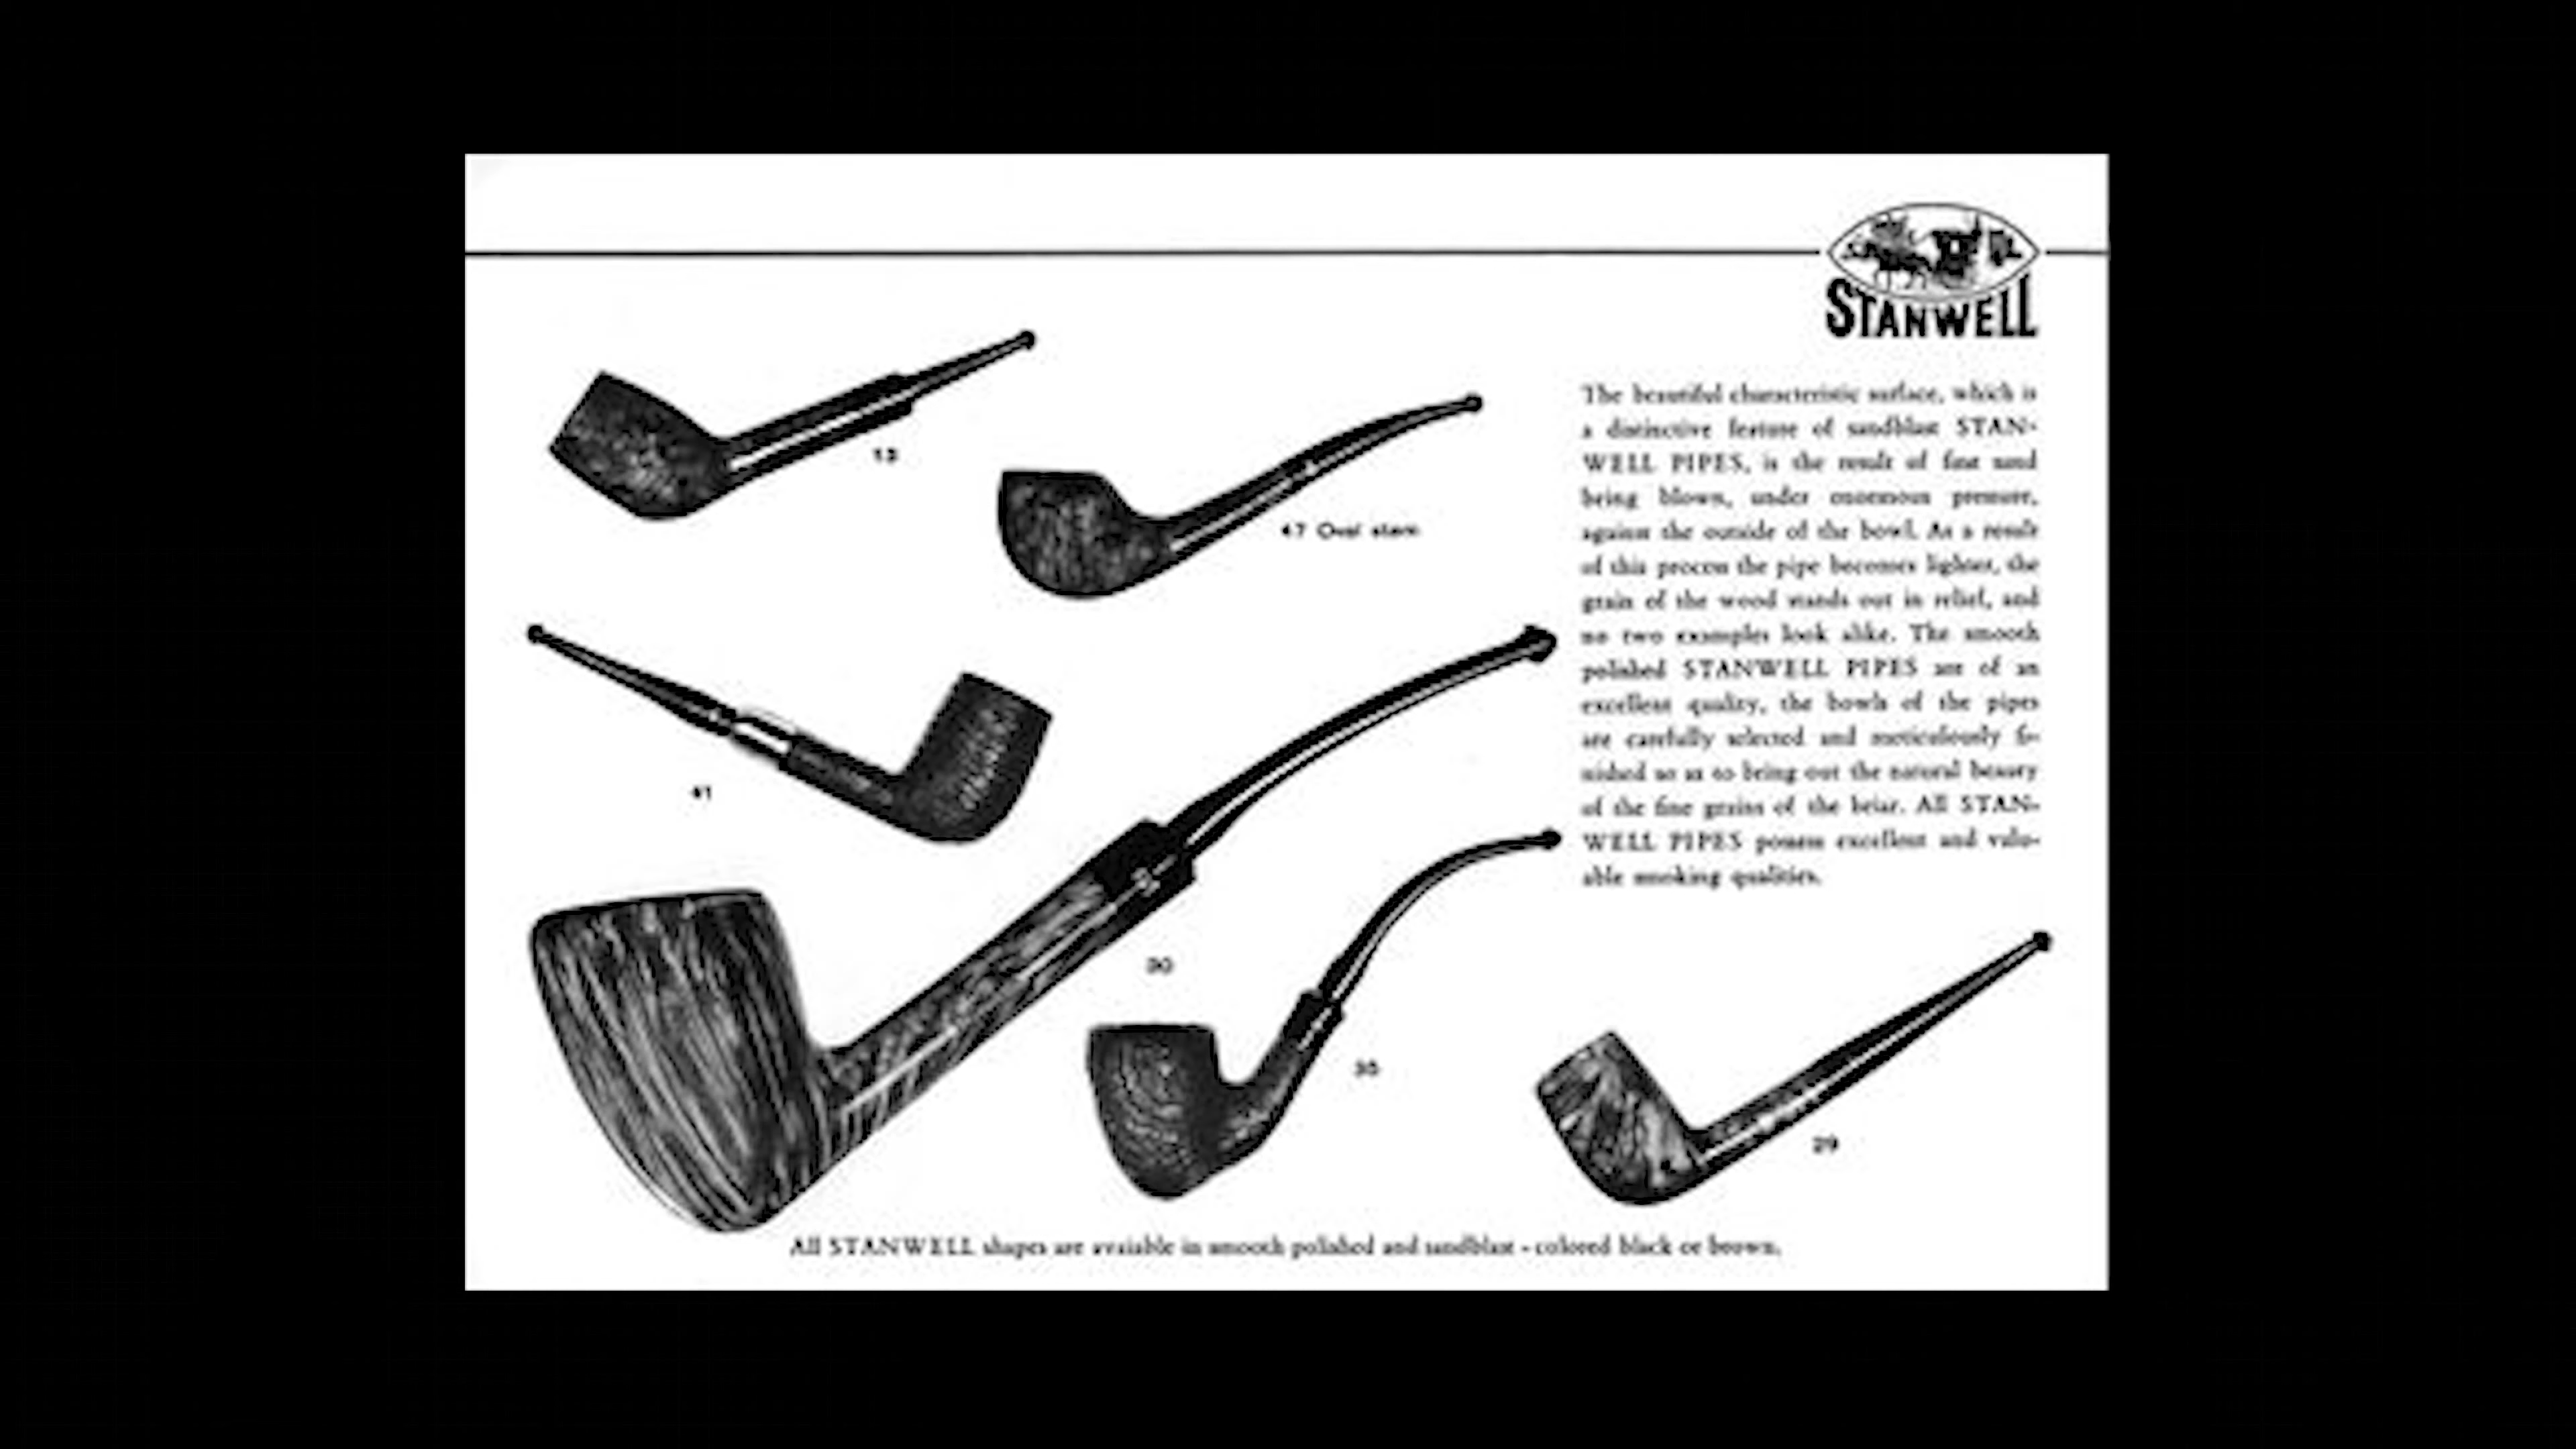 STANWELL
The beautiful characteristic surface, which is
a distinctive feature of sandblast STAN-
WELL PIPES, is the result of fine sand
being blown, under enormous pressure,
against the outside of the bowl. As a result
of this process the pipe becomes lighter, the
grain of the wood stands out in relief, and
no two examples look alike. The smooth
polished STANWELL PIPES are of an
excellent quality, the bowls of the pipes
are carefully selected and meticulously fi-
nished so as to bring out the natural beauty
of the fine grains of the briar. All STAN-
WELL PIPES possess excellent and valu-
able smoking qualities.
13
47 Oval stem
41
30
35
29
All STANWELL shapes are avaiable in smooth polished and sandblast - colored black or brown.